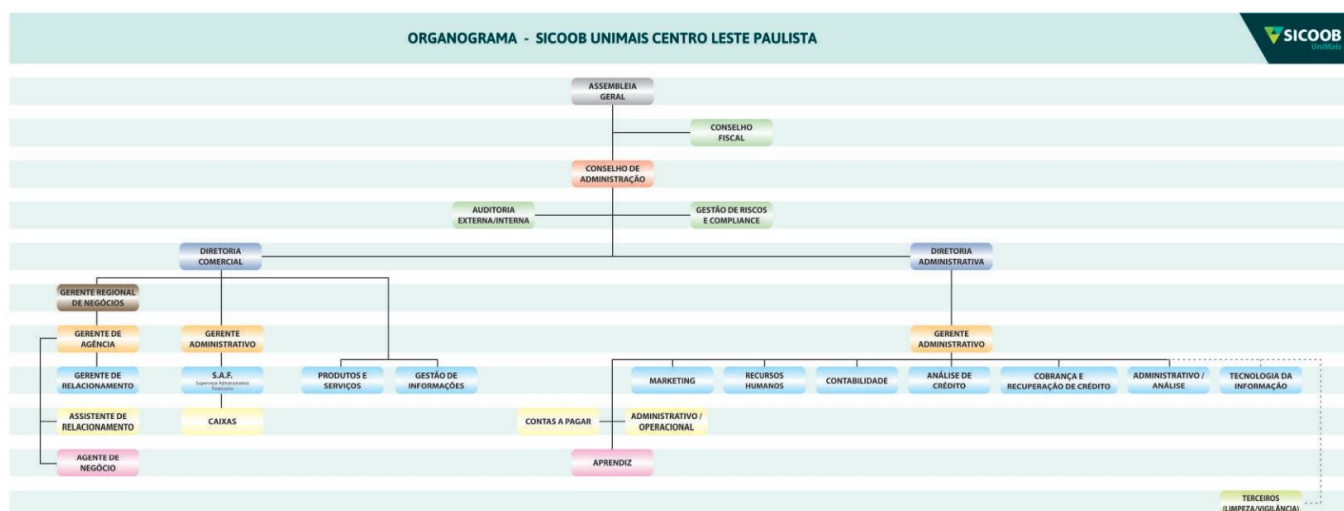 ORGANOGRAMA - SICOOB UNIMAIS CENTRO LESTE PAULISTA
SICOOB
UniMais
ASSEMBLEIA
GERAL
CONSELHO
FISCAL
CONSELHO DE
ADMINISTRAÇÃO
AUDITORIA
EXTERNA/INTERNA
GESTÃO DE RISCOS
E COMPLIANCE
DIRETORIA
COMERCIAL
DIRETORIA
ADMINISTRATIVA
GERENTE REGIONAL
DE NEGÓCIOS
GERENTE DE
AGÊNCIA
GERENTE
ADMINISTRATIVO
GERENTE
ADMINISTRATIVO
GERENTE DE
RELACIONAMENTO
S.A.F.
Supervisor Administrativo
Financeiro
PRODUTOS E
SERVIÇOS
GESTÃO DE
INFORMAÇÕES
MARKETING
RECURSOS
HUMANOS
CONTABILIDADE
ANÁLISE DE
CRÉDITO
COBRANÇA E
RECUPERAÇÃO DE CRÉDITO
ADMINISTRATIVO /
ANÁLISE
TECNOLOGIA DA
INFORMAÇÃO
ASSISTENTE DE
RELACIONAMENTO
CAIXAS
CONTAS A PAGAR
ADMINISTRATIVO /
OPERACIONAL
AGENTE DE
NEGÓCIO
APRENDIZ
TERCEIROS
(LIMPEZA/VIGILÂNCIA)